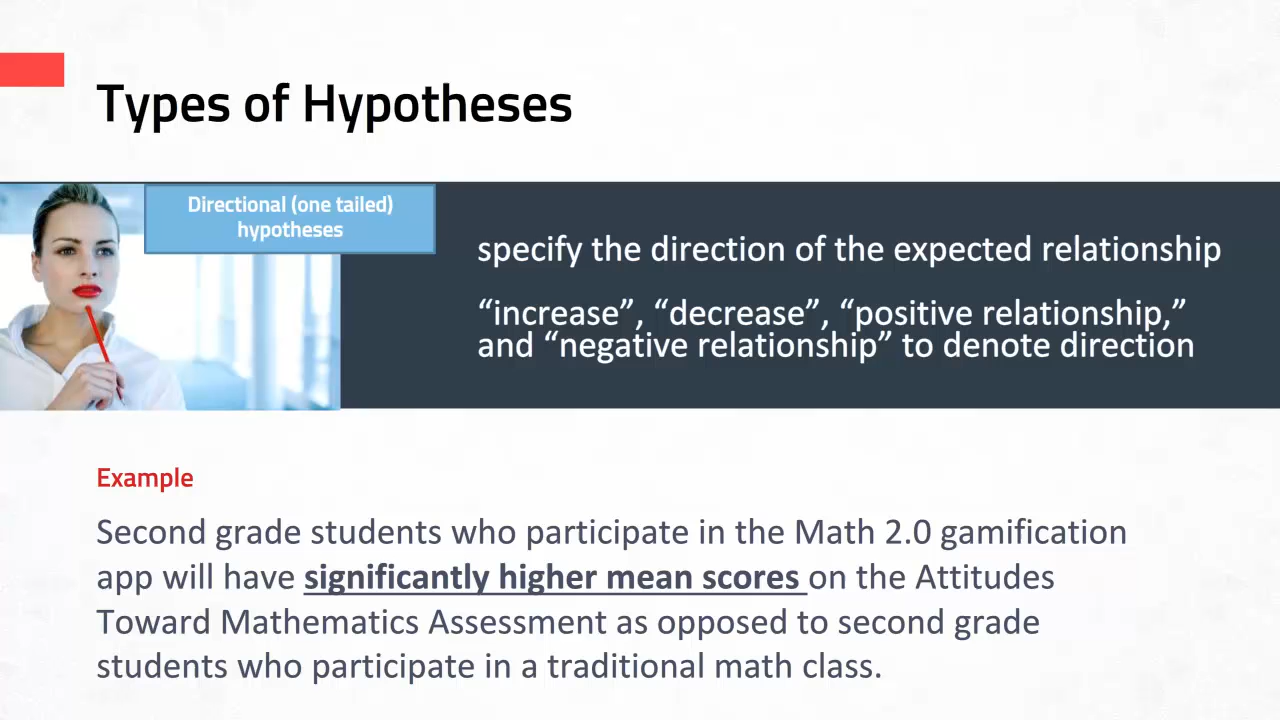 Types of Hypotheses
Directional (one tailed)
hypotheses
specify the direction of the expected relationship
“increase”, “decrease”, “positive relationship,”
and “negative relationship” to denote direction
Example
Second grade students who participate in the Math 2.0 gamification
app will have significantly higher mean scores on the Attitudes
Toward Mathematics Assessment as opposed to second grade
students who participate in a traditional math class.